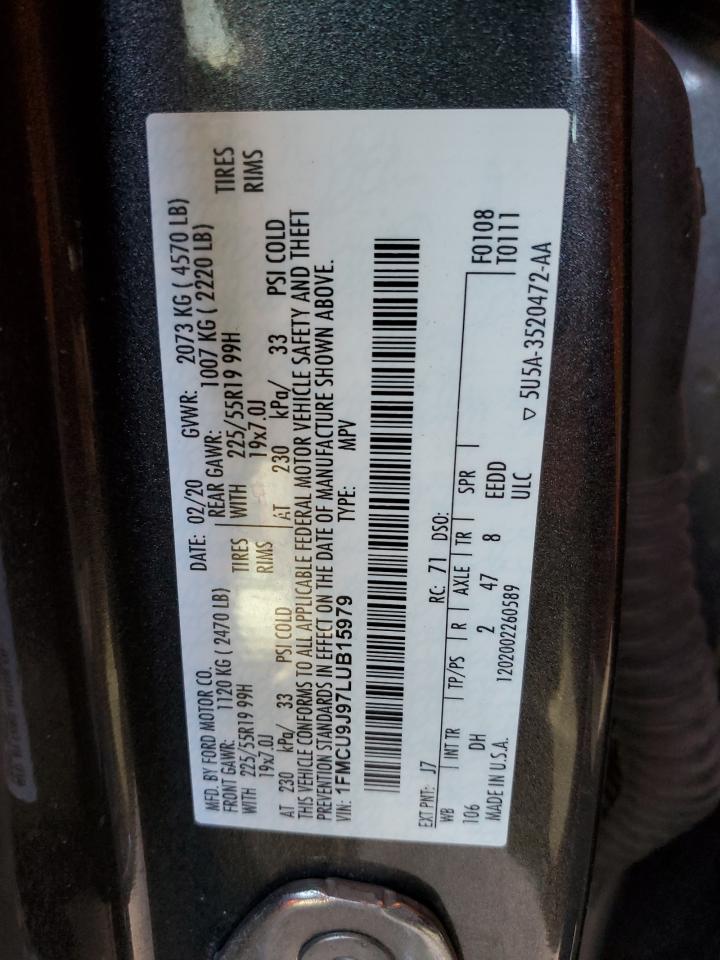 MFD. BY FORD MOTOR CO.
DATE: 02/20 GVWR: 2073 KG ( 4570 LB)
FRONT GAWR: 1120 KG ( 2470 LB) REAR GAWR: 1007 KG ( 2220 LB)
WITH 225/55R19 99H TIRES WITH 225/55R19 99H TIRES
19x7.0J RIMS 19x7.0J RIMS
AT 230 kPa/ 33 PSI COLD AT 230 kPa/ 33 PSI COLD
THIS VEHICLE CONFORMS TO ALL APPLICABLE FEDERAL MOTOR VEHICLE SAFETY AND THEFT
PREVENTION STANDARDS IN EFFECT ON THE DATE OF MANUFACTURE SHOWN ABOVE.
VIN: 1FMCU9J97LUB15979 TYPE: MPV
EXT PNT: J7 RC: 71 DSO:
WB INT TR TP/PS R AXLE TR SPR F0108
106 DH 2 47 8 EEDD T0111
MADE IN U.S.A. 1202002260589 ULC
▽ 5U5A-3520472-AA